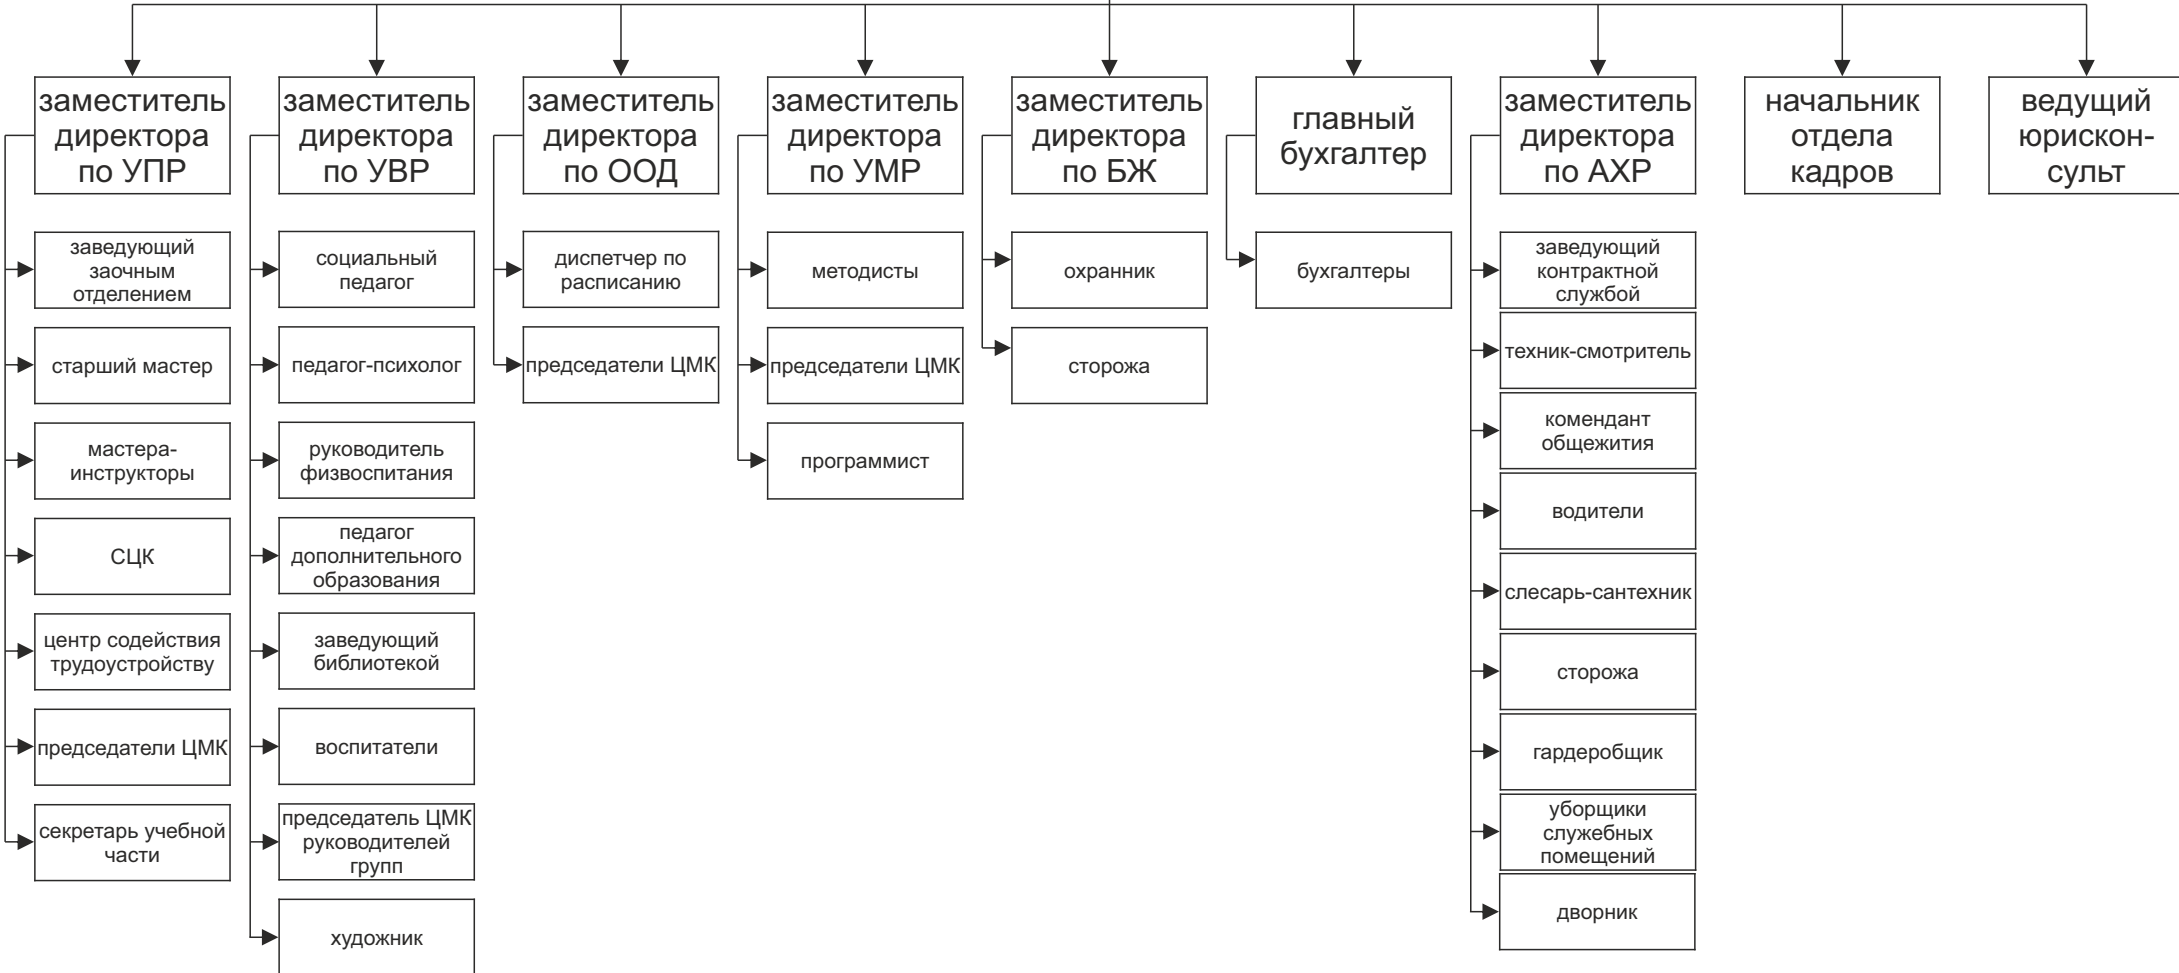 заместитель
директора
по УПР
заведующий
заочным
отделением
старший мастер
мастера-
инструкторы
СЦК
центр содействия
трудоустройству
председатели ЦМК
секретарь учебной
части
заместитель
директора
по УВР
социальный
педагог
педагог-психолог
руководитель
физвоспитания
педагог
дополнительного
образования
заведующий
библиотекой
воспитатели
председатель ЦМК
руководителей
групп
художник
заместитель
директора
по ООД
диспетчер по
расписанию
председатели ЦМК
заместитель
директора
по УМР
методисты
председатели ЦМК
программист
заместитель
директора
по БЖ
охранник
сторожа
главный
бухгалтер
бухгалтеры
заместитель
директора
по АХР
заведующий
контрактной
службой
техник-смотритель
комендант
общежития
водители
слесарь-сантехник
сторожа
гардеробщик
уборщики
служебных
помещений
дворник
начальник
отдела
кадров
ведущий
юрискон-
сульт